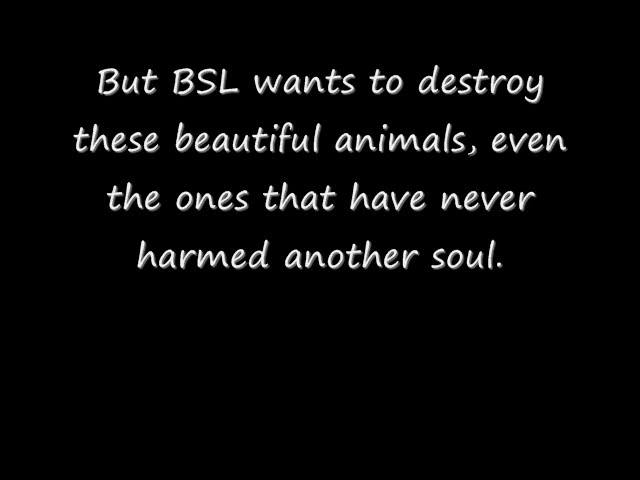 But BSL wants to destroy
these beautiful animals, even
the ones that have never
harmed another soul.